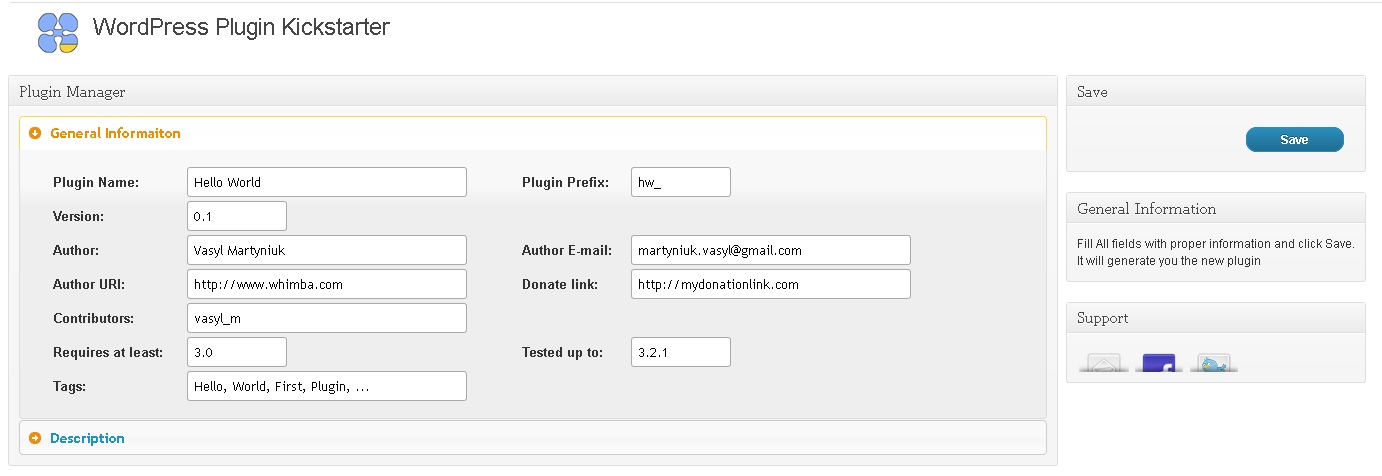 WordPress Plugin Kickstarter
Plugin Manager
General Informaiton
Plugin Name: Hello World Plugin Prefix: hw_
Version: 0.1
Author: Vasyl Martyniuk Author E-mail: martyniuk.vasyl@gmail.com
Author URI: http://www.whimba.com Donate link: http://mydonationlink.com
Contributors: vasyl_m
Requires at least: 3.0 Tested up to: 3.2.1
Tags: Hello, World, First, Plugin, ...
Description
Save
Save
General Information
Fill All fields with proper information and click Save.
It will generate you the new plugin
Support